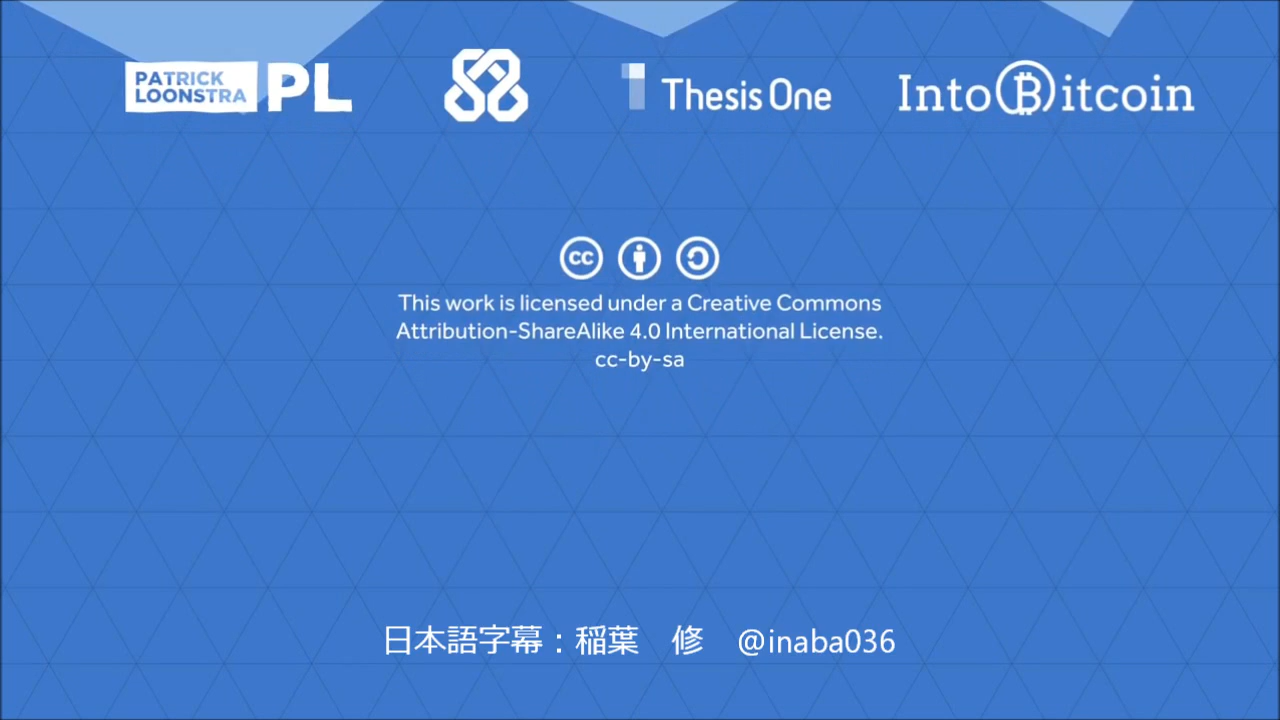 PATRICK
LOONSTRA PL
Thesis One
IntoBitcoin
cc
This work is licensed under a Creative Commons
Attribution-ShareAlike 4.0 International License.
cc-by-sa
日本語字幕：稲葉　修　@inaba036